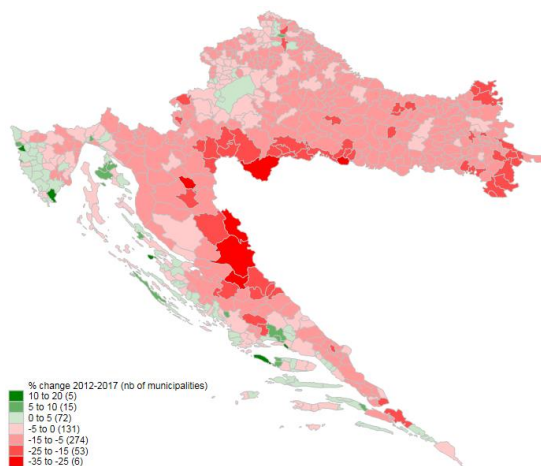 % change 2012-2017 (nb of municipalities)
10 to 20 (5)
5 to 10 (15)
0 to 5 (72)
-5 to 0 (131)
-15 to -5 (274)
-25 to -15 (53)
-35 to -25 (6)